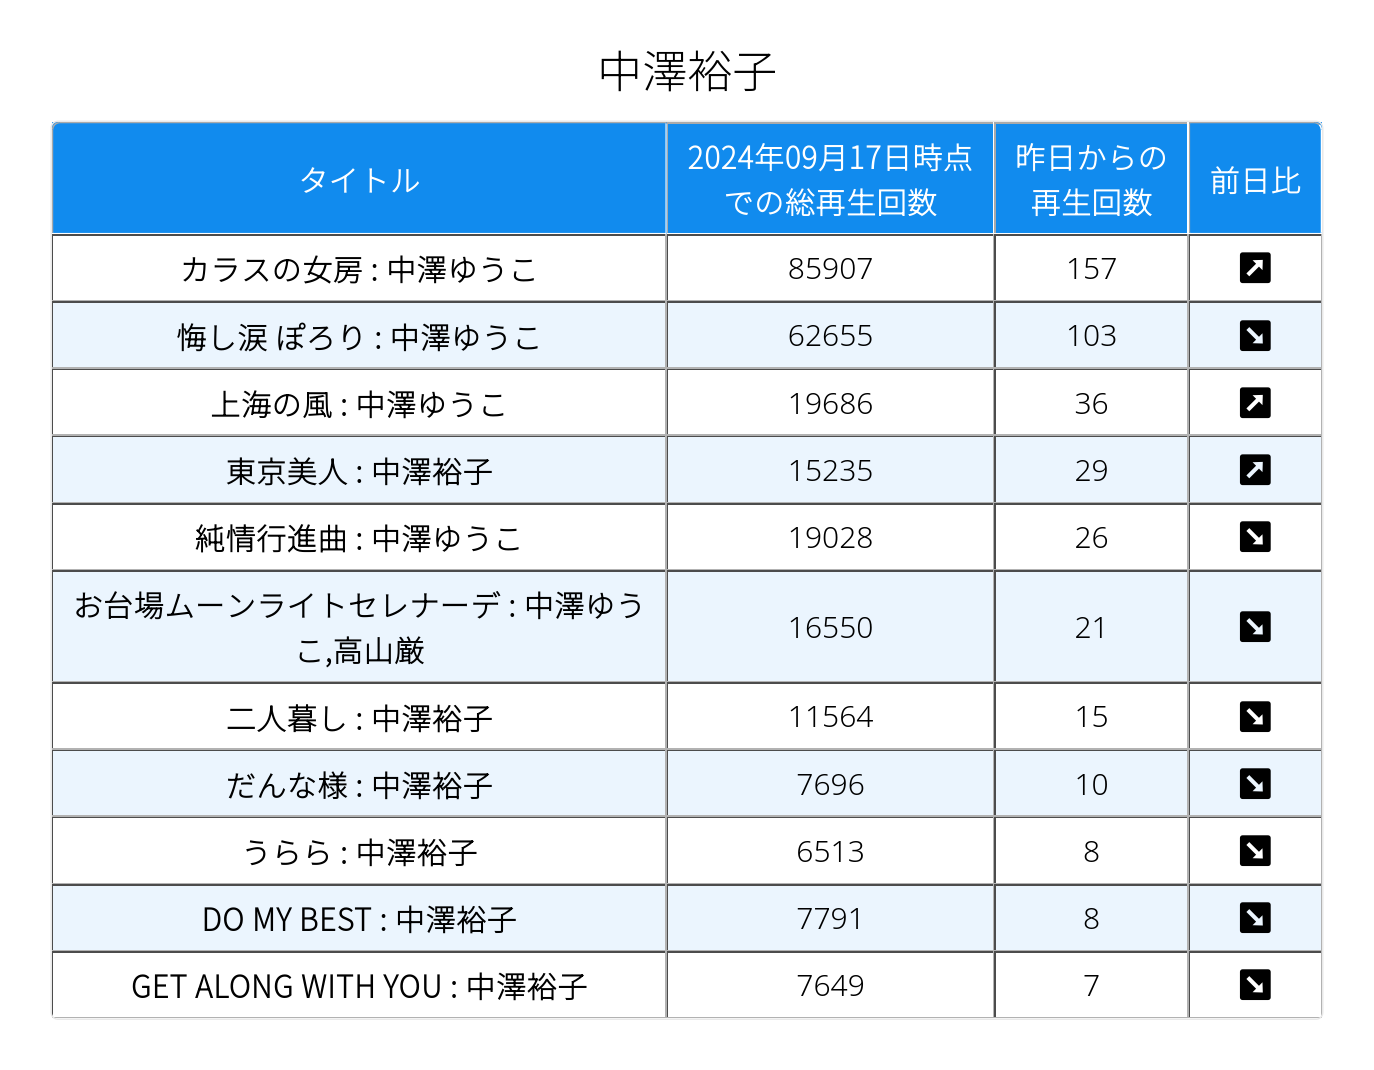 中澤裕子
タイトル
2024年09月17日時点
での総再生回数
昨日からの
再生回数
前日比
カラスの女房 : 中澤ゆうこ 85907 157
悔し涙 ぽろり : 中澤ゆうこ 62655 103
上海の風 : 中澤ゆうこ 19686 36
東京美人 : 中澤裕子 15235 29
純情行進曲 : 中澤ゆうこ 19028 26
お台場ムーンライトセレナーデ : 中澤ゆう
こ,高山厳 16550 21
二人暮し : 中澤裕子 11564 15
だんな様 : 中澤裕子 7696 10
うらら : 中澤裕子 6513 8
DO MY BEST : 中澤裕子 7791 8
GET ALONG WITH YOU : 中澤裕子 7649 7